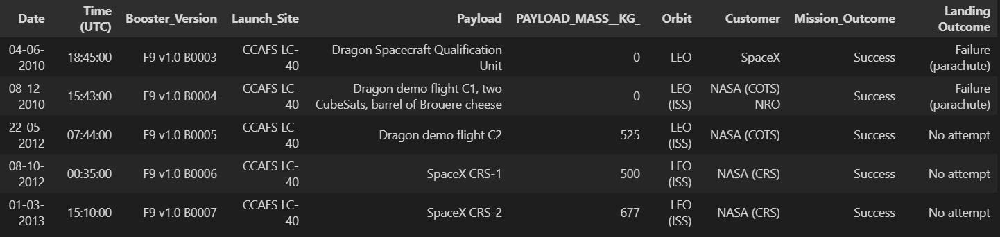 Date Time (UTC) Booster_Version Launch_Site Payload PAYLOAD_MASS__KG_ Orbit Customer Mission_Outcome Landing _Outcome
04-06-2010 18:45:00 F9 v1.0 B0003 CCAFS LC-40 Dragon Spacecraft Qualification Unit 0 LEO SpaceX Success Failure (parachute)
08-12-2010 15:43:00 F9 v1.0 B0004 CCAFS LC-40 Dragon demo flight C1, two CubeSats, barrel of Brouere cheese 0 LEO (ISS) NASA (COTS) NRO Success Failure (parachute)
22-05-2012 07:44:00 F9 v1.0 B0005 CCAFS LC-40 Dragon demo flight C2 525 LEO (ISS) NASA (COTS) Success No attempt
08-10-2012 00:35:00 F9 v1.0 B0006 CCAFS LC-40 SpaceX CRS-1 500 LEO (ISS) NASA (CRS) Success No attempt
01-03-2013 15:10:00 F9 v1.0 B0007 CCAFS LC-40 SpaceX CRS-2 677 LEO (ISS) NASA (CRS) Success No attempt